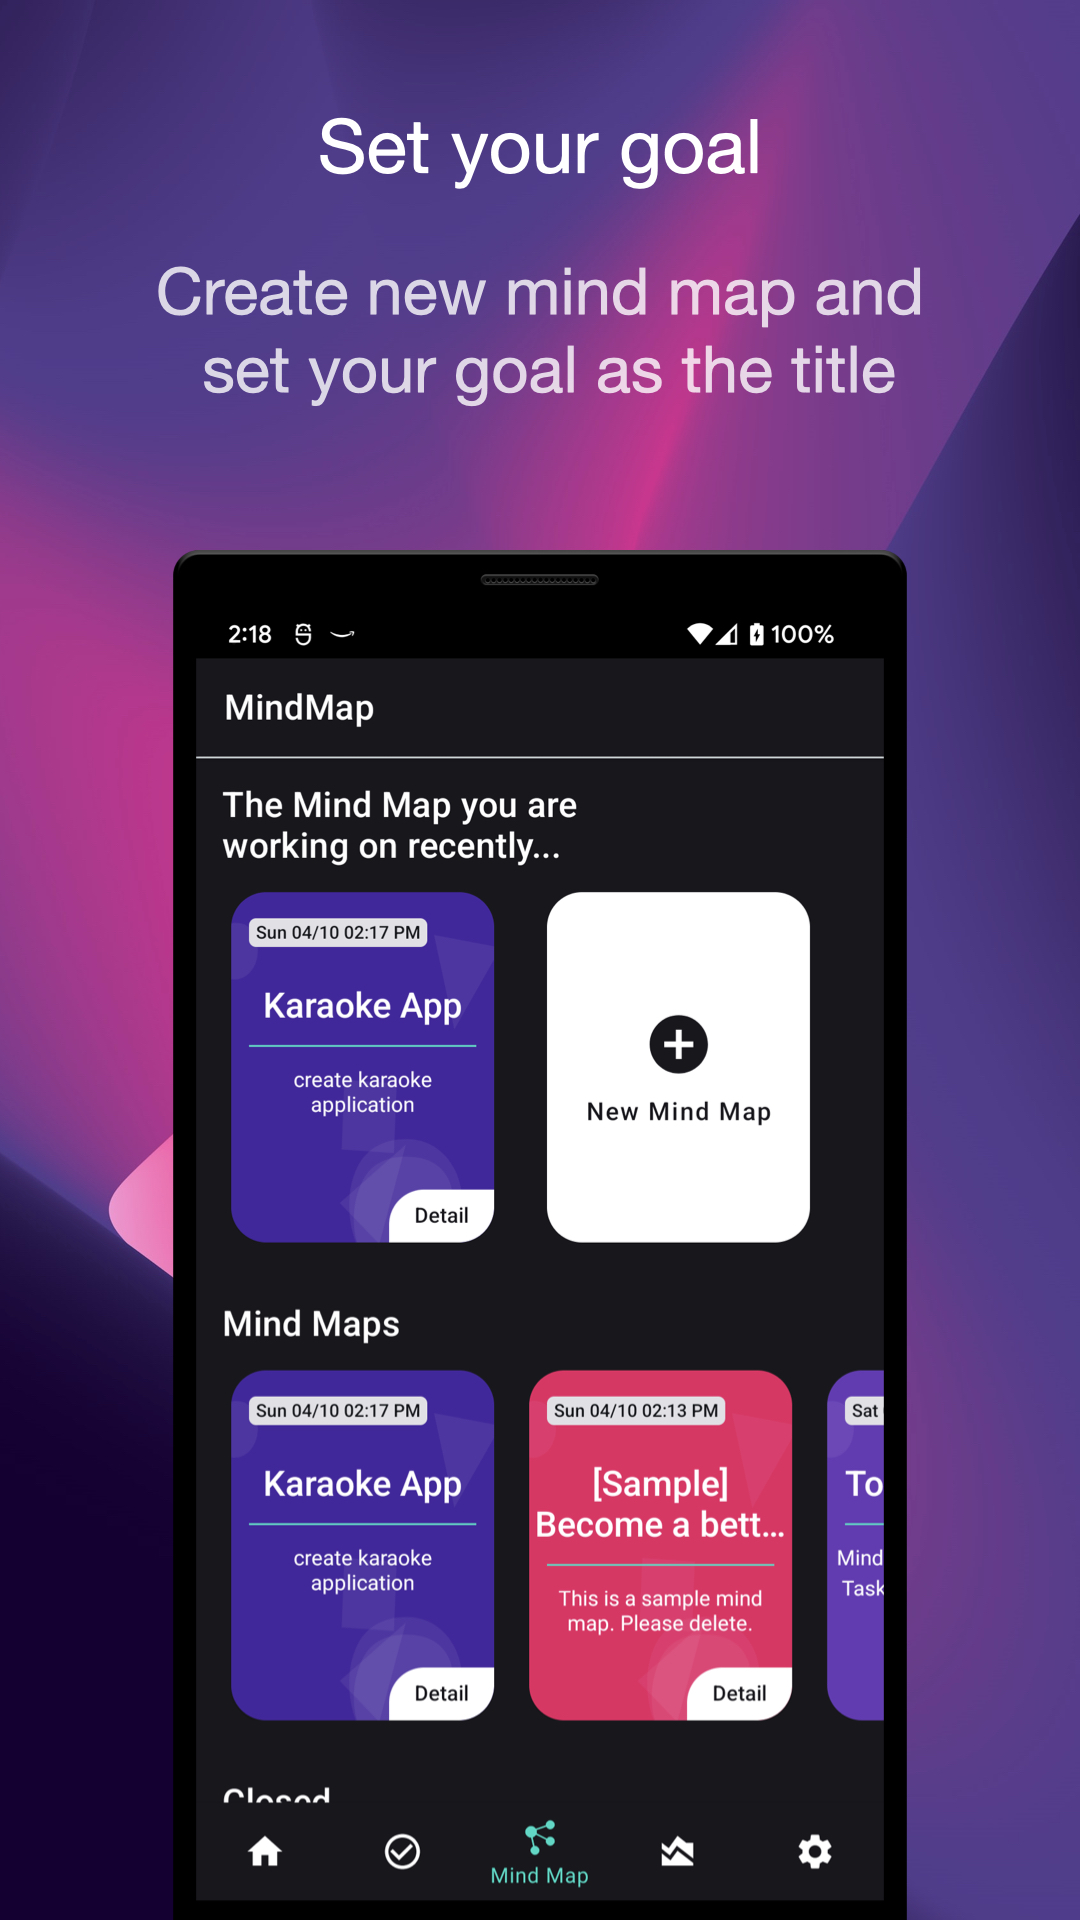 Set your goal
Create new mind map and
set your goal as the title
2:18
100%
MindMap
The Mind Map you are
working on recently...
Sun 04/10 02:17 PM
Karaoke App
create karaoke
application
Detail
New Mind Map
Mind Maps
Sun 04/10 02:17 PM
Karaoke App
create karaoke
application
Detail
Sun 04/10 02:13 PM
[Sample]
Become a bett...
This is a sample mind
map. Please delete.
Detail
Sat
To
Mind
Task
Closed
Mind Map